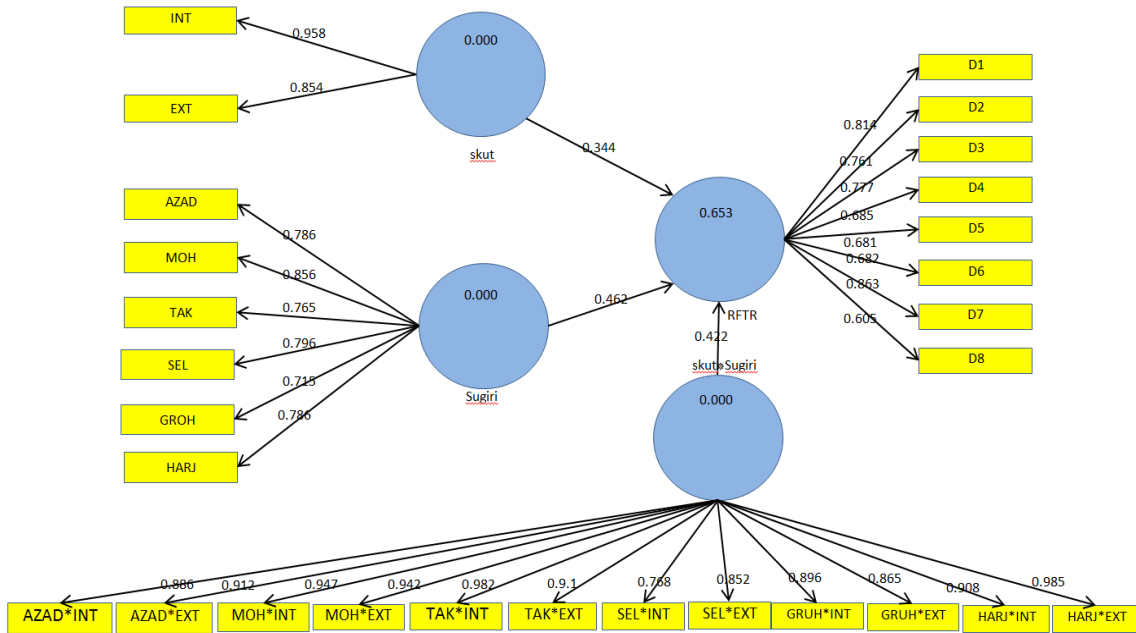 INT
0.958
0.000
EXT
0.854
skut
0.344
D1
0.814
D2
0.761
D3
0.777
D4
0.685
D5
0.681
D6
0.682
D7
0.863
D8
0.605
0.653
RFTR
AZAD
0.786
MOH
0.856
TAK
0.765
SEL
0.796
GROH
0.715
HARJ
0.786
0.000
Sugiri
0.462
0.422
skut*Sugiri
0.000
0.886
0.912
0.947
0.942
0.982
0.9.1
0.768
0.852
0.896
0.865
0.908
0.985
AZAD*INT
AZAD*EXT
MOH*INT
MOH*EXT
TAK*INT
TAK*EXT
SEL*INT
SEL*EXT
GRUH*INT
GRUH*EXT
HARJ*INT
HARJ*EXT